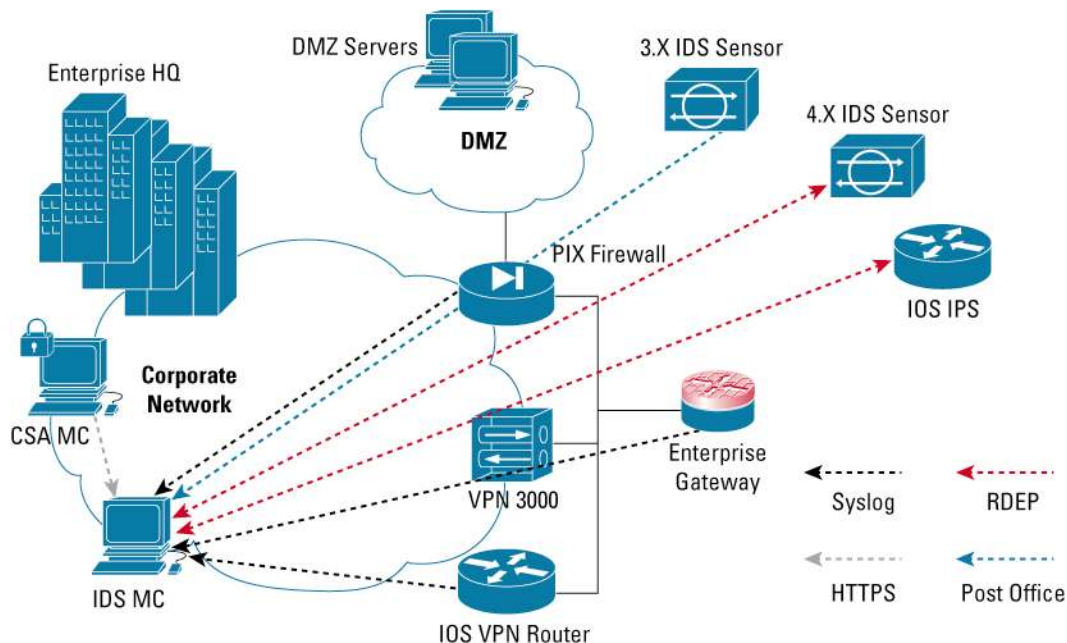 DMZ Servers
3.X IDS Sensor
Enterprise HQ
4.X IDS Sensor
DMZ
PIX Firewall
IOS IPS
Corporate
Network
CSA MC
Enterprise
Gateway
VPN 3000
Syslog
RDEP
IDS MC
HTTPS
Post Office
IOS VPN Router